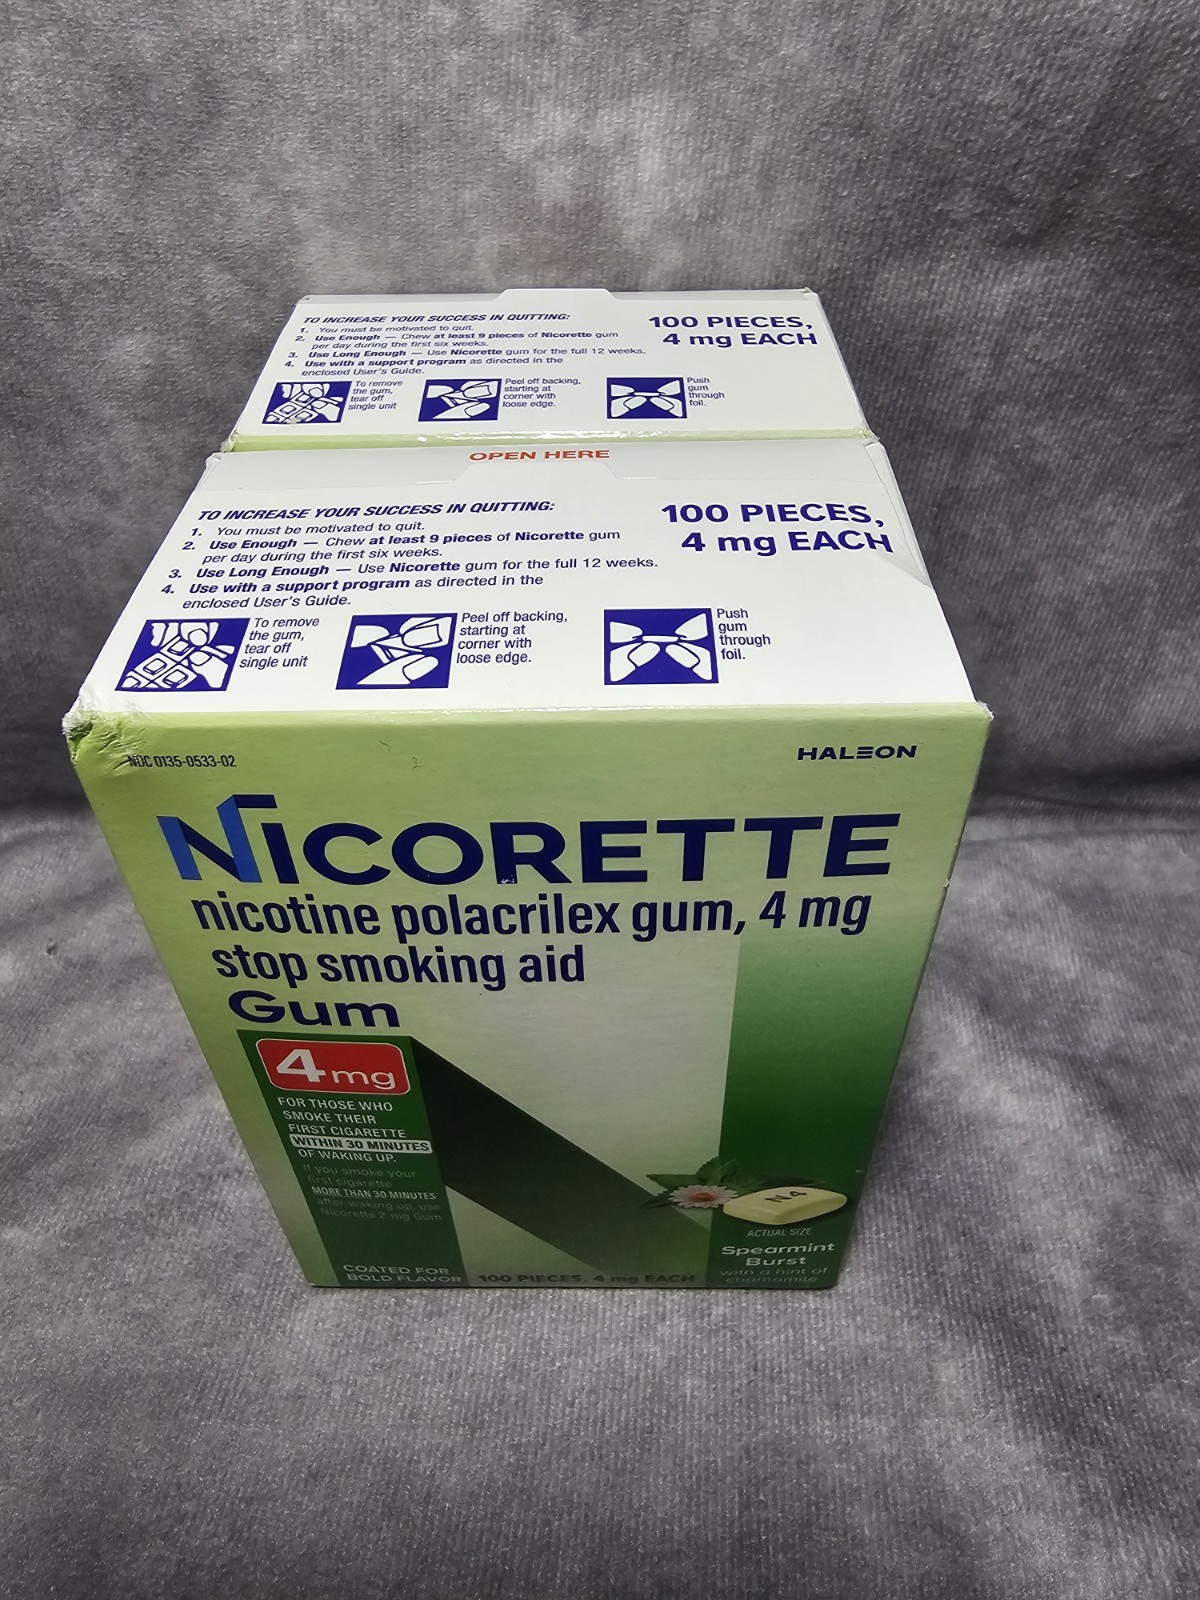 TO INCREASE YOUR SUCCESS IN QUITTING:
1. You must be motivated to quit.
2. Use Enough — Chew at least 9 pieces of Nicorette gum
per day during the first six weeks.
3. Use Long Enough — Use Nicorette gum for the full 12 weeks.
4. Use with a support program as directed in the
enclosed User's Guide.
100 PIECES,
4 mg EACH
To remove
the gum,
tear off
single unit
Peel off backing,
starting at
corner with
loose edge.
Push
gum
through
foil.
OPEN HERE
TO INCREASE YOUR SUCCESS IN QUITTING:
1. You must be motivated to quit.
2. Use Enough — Chew at least 9 pieces of Nicorette gum
per day during the first six weeks.
3. Use Long Enough — Use Nicorette gum for the full 12 weeks.
4. Use with a support program as directed in the
enclosed User's Guide.
100 PIECES,
4 mg EACH
To remove
the gum,
tear off
single unit
Peel off backing,
starting at
corner with
loose edge.
Push
gum
through
foil.
NDC 0135-0533-02
HALEON
NICORETTE
nicotine polacrilex gum, 4 mg
stop smoking aid
Gum
4 mg
FOR THOSE WHO
SMOKE THEIR
FIRST CIGARETTE
WITHIN 30 MINUTES
OF WAKING UP.
If you smoke your
first cigarette
MORE THAN 30 MINUTES
after waking up, use
Nicorette 2 mg Gum
COATED FOR
BOLD FLAVOR
100 PIECES, 4 mg EACH
N4
ACTUAL SIZE
Spearmint
Burst
with a hint of
chamomile